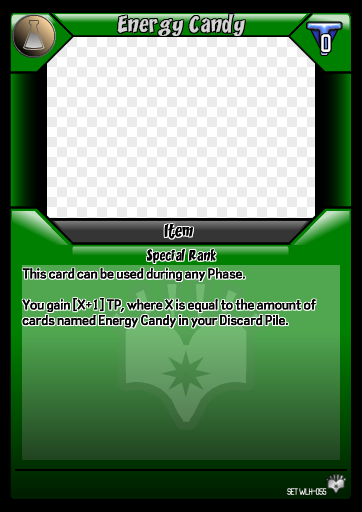 Energy Candy
0
Item
Special Rank
This card can be used during any Phase.
You gain [X+1] TP, where X is equal to the amount of
cards named Energy Candy in your Discard Pile.
SET WLH-055